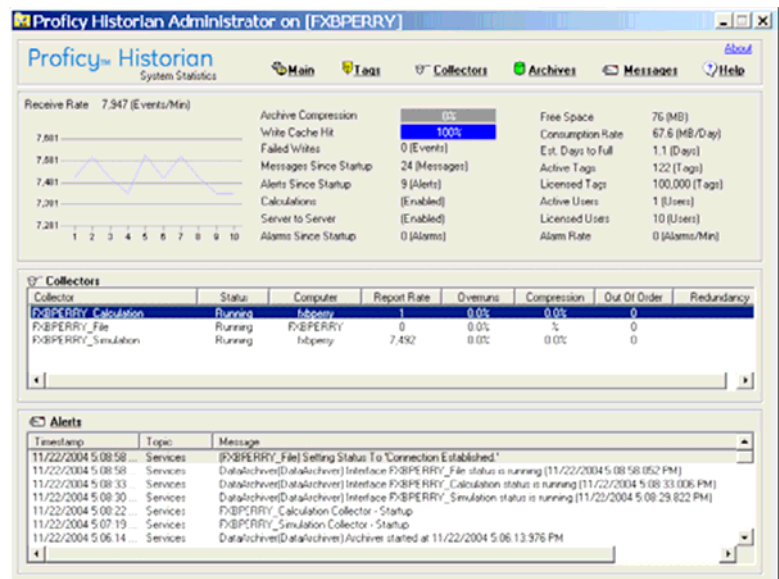 Proficy Historian Administrator on [FXBPERRY]
Proficy™ Historian
System Statistics
Main Tags Collectors Archives Messages Help
About
Receive Rate 7,947 (Events/Min)
7,681
7,581
7,481
7,381
7,281
1 2 3 4 5 6 7 8 9 10
Archive Compression 0%
Write Cache Hit 100%
Failed Writes 0 (Events)
Messages Since Startup 24 (Messages)
Alerts Since Startup 9 (Alerts)
Calculations (Enabled)
Server to Server (Enabled)
Alarms Since Startup 0 (Alarms)
Free Space 76 (MB)
Consumption Rate 67.6 (MB/Day)
Est. Days to Full 1.1 (Days)
Active Tags 122 (Tags)
Licensed Tags 100,000 (Tags)
Active Users 1 (Users)
Licensed Users 10 (Users)
Alarm Rate 0 (Alarms/Min)
Collectors
Collector Status Computer Report Rate Overruns Compression Out Of Order Redundancy
FXBPERRY_Calculation Running fxbperry 1 0.0% 0.0% 0
FXBPERRY_File Running FXBPERRY 0 0.0% % 0
FXBPERRY_Simulation Running fxbperry 7,492 0.0% 0.0% 0
Alerts
Timestamp Topic Message
11/22/2004 5:08:58 ... Services [FXBPERRY_File] Setting Status To 'Connection Established.'
11/22/2004 5:08:58 ... Services DataArchiver(DataArchiver) Interface FXBPERRY_File status is running (11/22/2004 5:08:58.052 PM)
11/22/2004 5:08:33 ... Services DataArchiver(DataArchiver) Interface FXBPERRY_Calculation status is running (11/22/2004 5:08:33.006 PM)
11/22/2004 5:08:30 ... Services DataArchiver(DataArchiver) Interface FXBPERRY_Simulation status is running (11/22/2004 5:08:29.822 PM)
11/22/2004 5:08:22 ... Services FXBPERRY_Calculation Collector - Startup
11/22/2004 5:07:19 ... Services FXBPERRY_Simulation Collector - Startup
11/22/2004 5:06:14 ... Services DataArchiver(DataArchiver) Archiver started at 11/22/2004 5:06:13.976 PM